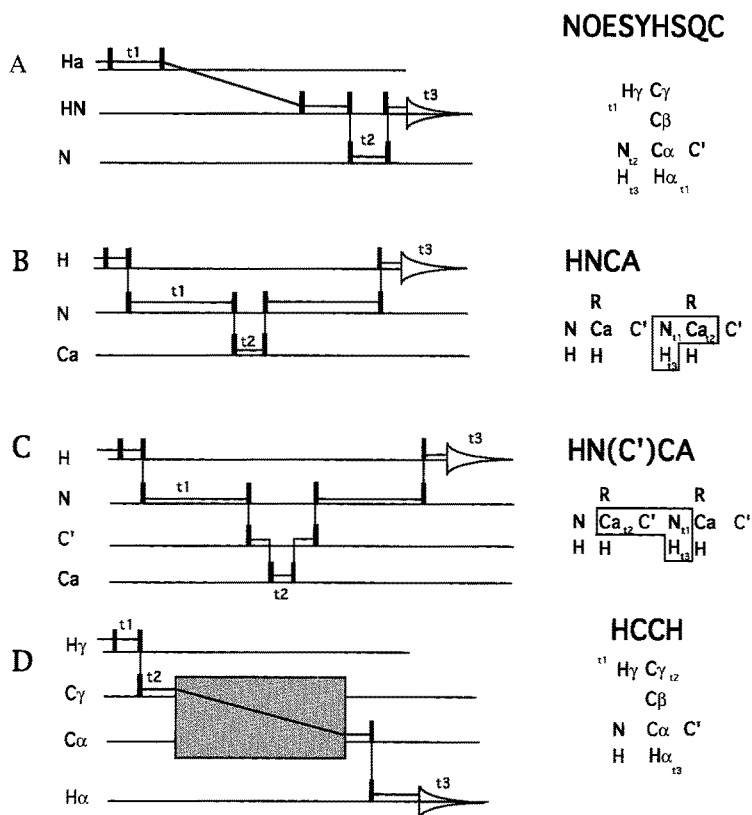 NOESYHSQC
A
Ha
t1
HN
t3
N
t2
Hγ Cγ
t1
Cβ
N t2 Cα C'
H t3 Hα t1
B
H
t3
N
t1
Ca
t2
HNCA
R R
N Ca C' N t1 Ca t2 C'
H H H t3 H
C
H
t3
N
t1
C'
Ca
t2
HN(C')CA
R R
N Ca t2 C' N t1 Ca C'
H H H t3 H
D
Hγ
t1
Cγ
t2
Cα
Hα
t3
HCCH
t1 Hγ Cγ t2
Cβ
N Cα C'
H Hα t3